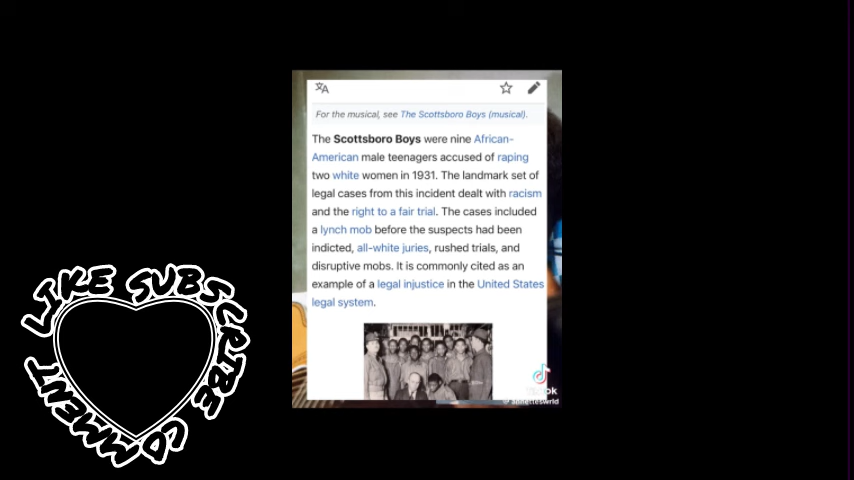 For the musical, see The Scottsboro Boys (musical).
The Scottsboro Boys were nine African-
American male teenagers accused of raping
two white women in 1931. The landmark set of
legal cases from this incident dealt with racism
and the right to a fair trial. The cases included
a lynch mob before the suspects had been
indicted, all-white juries, rushed trials, and
disruptive mobs. It is commonly cited as an
example of a legal injustice in the United States
legal system.
LIKE SUBSCRIBE COMMENT